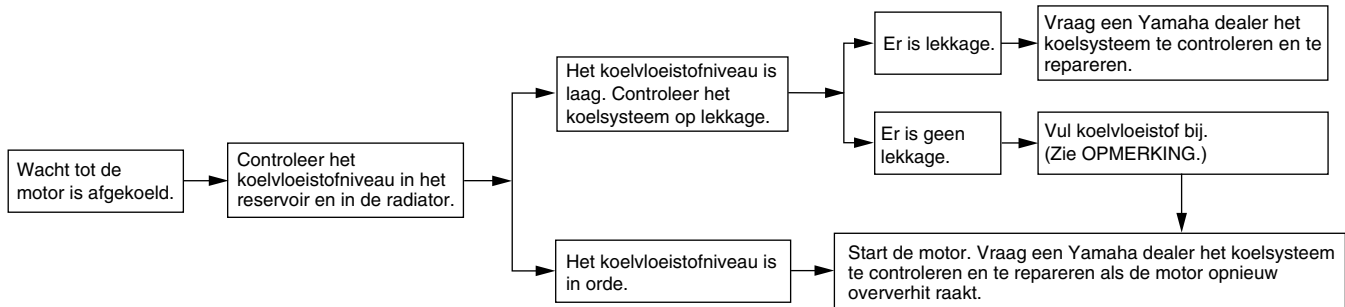 Wacht tot de
motor is afgekoeld.
Controleer het
koelvloeistofniveau in het
reservoir en in de radiator.
Het koelvloeistofniveau is
laag. Controleer het
koelsysteem op lekkage.
Er is lekkage.
Vraag een Yamaha dealer het
koelsysteem te controleren en te
repareren.
Er is geen
lekkage.
Vul koelvloeistof bij.
(Zie OPMERKING.)
Het koelvloeistofniveau is
in orde.
Start de motor. Vraag een Yamaha dealer het koelsysteem
te controleren en te repareren als de motor opnieuw
oververhit raakt.